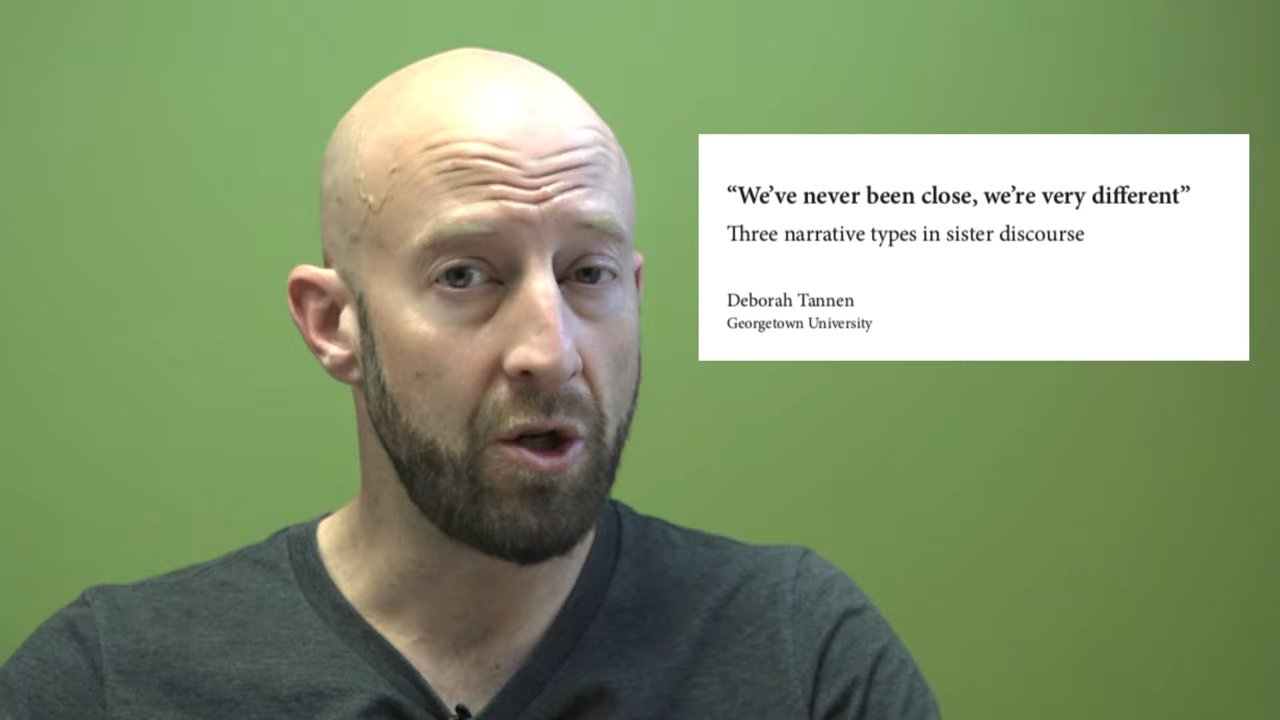 “We’ve never been close, we’re very different”
Three narrative types in sister discourse
Deborah Tannen
Georgetown University